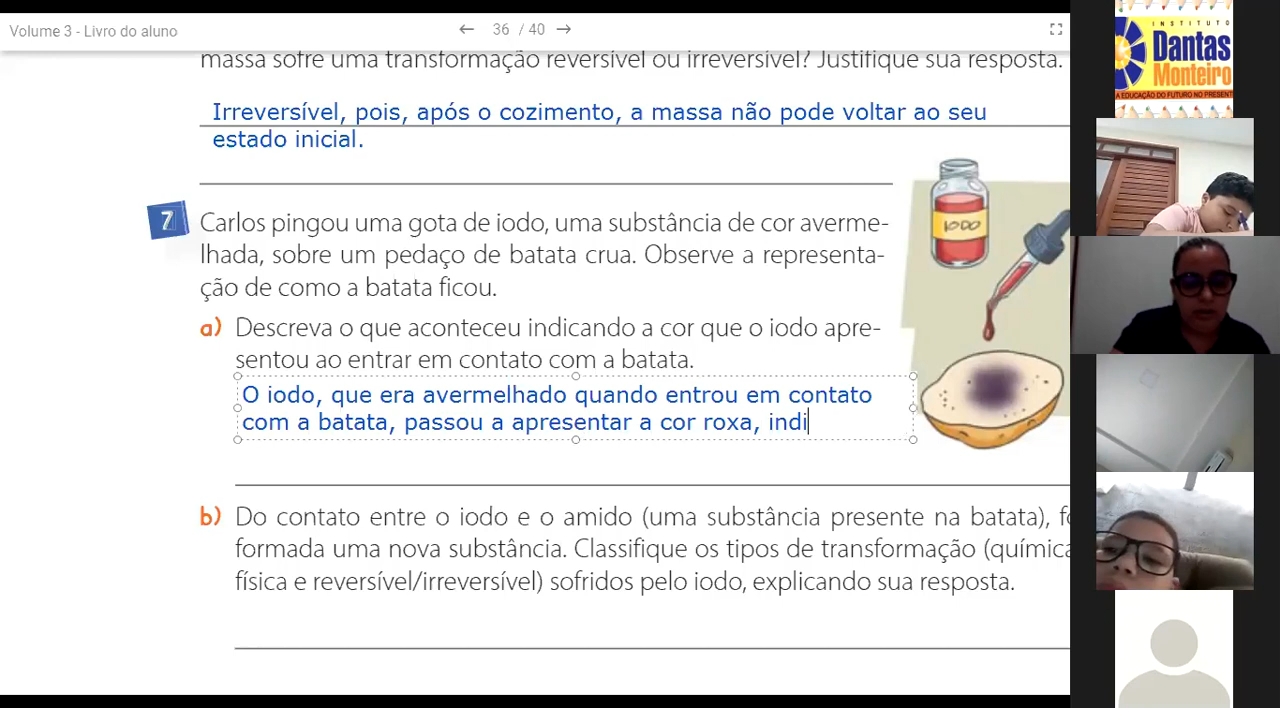 Volume 3 - Livro do aluno
← 36 / 40 →
massa sofre uma transformação reversível ou irreversível? Justifique sua resposta.
Irreversível, pois, após o cozimento, a massa não pode voltar ao seu
estado inicial.
7 Carlos pingou uma gota de iodo, uma substância de cor averme-
lhada, sobre um pedaço de batata crua. Observe a representa-
ção de como a batata ficou.
a) Descreva o que aconteceu indicando a cor que o iodo apre-
sentou ao entrar em contato com a batata.
O iodo, que era avermelhado quando entrou em contato
com a batata, passou a apresentar a cor roxa, indi
b) Do contato entre o iodo e o amido (uma substância presente na batata), fo
formada uma nova substância. Classifique os tipos de transformação (química
física e reversível/irreversível) sofridos pelo iodo, explicando sua resposta.
IODO
INSTITUTO
Dantas
Monteiro
A EDUCAÇÃO DO FUTURO NO PRESENT